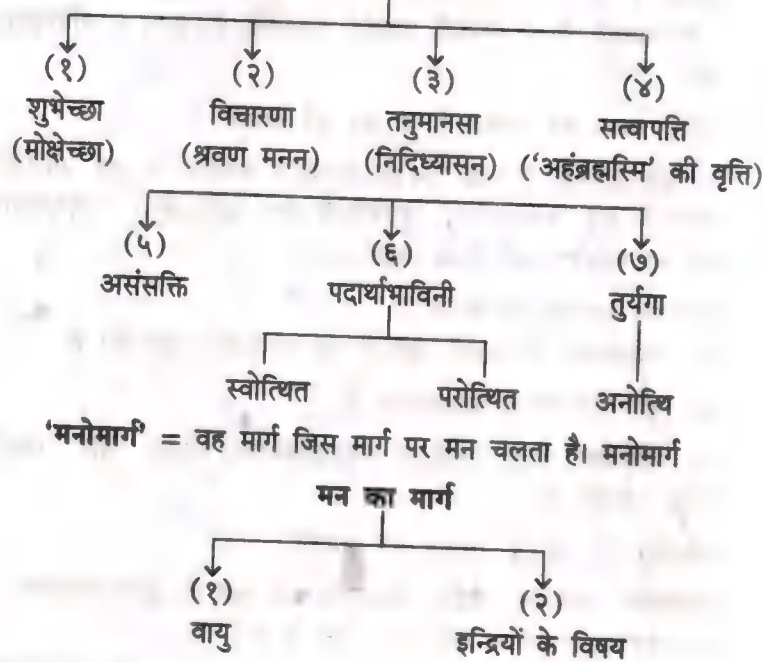 (१) (२) (३) (४)
शुभेच्छा विचारणा तनुमानसा सत्वापत्ति
(मोक्षेच्छा) (श्रवण मनन) (निदिध्यासन) ('अहंब्रह्मस्मि' की वृत्ति)
(५) (६) (७)
असंसक्ति पदार्थाभाविनी तुर्यगा
स्वोत्थित परोत्थित अनोत्थि
'मनोमार्ग' = वह मार्ग जिस मार्ग पर मन चलता है। मनोमार्ग
मन का मार्ग
(१) (२)
वायु इन्द्रियों के विषय